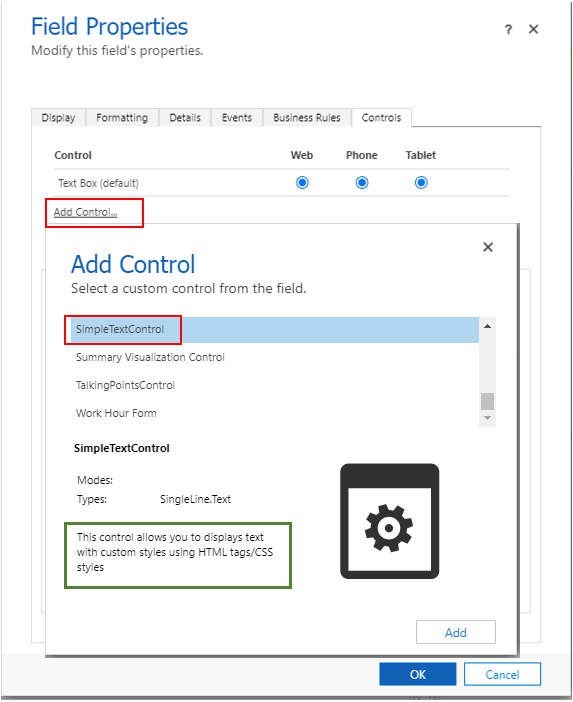 Field Properties
? ×
Modify this field's properties.
Display Formatting Details Events Business Rules Controls
Control Web Phone Tablet
Text Box (default)
Add Control...
Add Control
Select a custom control from the field.
SimpleTextControl
Summary Visualization Control
TalkingPointsControl
Work Hour Form
SimpleTextControl
Modes:
Types: SingleLine.Text
This control allows you to displays text
with custom styles using HTML tags/CSS
styles
Add
OK Cancel